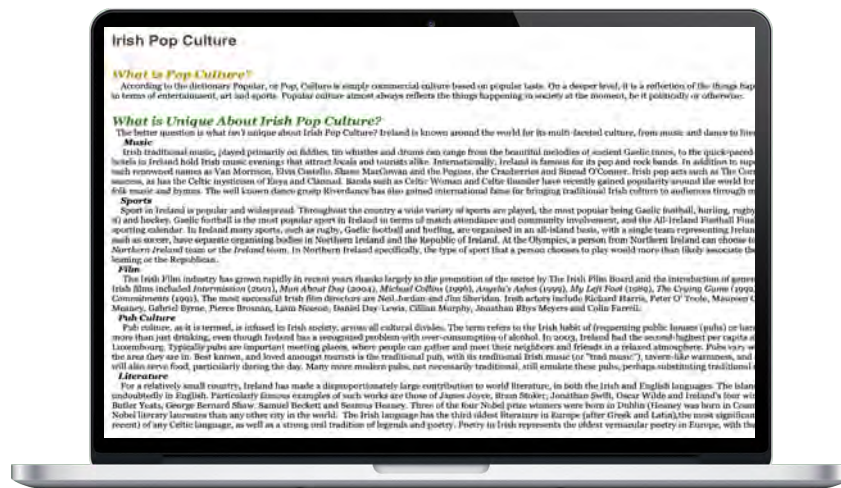 Irish Pop Culture
What is Pop Culture?
According to the dictionary Popular, or Pop, Culture is simply commercial culture based on popular taste. On a deeper level, it is a reflection of the things hap
in terms of entertainment, art and sports. Popular culture almost always reflects the things happening in society at the moment, be it politically or otherwise.
What is Unique About Irish Pop Culture?
The better question is what isn't unique about Irish Pop Culture? Ireland is known around the world for its multi-faceted culture, from music and dance to liter
Music
Irish traditional music, played primarily on fiddles, tin whistles and drums can range from the beautiful melodies of ancient Gaelic tunes, to the quick-paced
hotels in Ireland hold Irish music evenings that attract locals and tourists alike. Internationally, Ireland is famous for its pop and rock bands. In addition to sup
such renowned names as Van Morrison, Elvis Costello, Shane MacGowan and the Pogues, the Cranberries and Sinead O'Connor. Irish pop acts such as The Corr
success, as has the Celtic mysticism of Enya and Clannad. Bands such as Celtic Woman and Celtic thunder have recently gained popularity around the world for
folk music and hymns. The well known dance group Riverdance has also gained international fame for bringing traditional Irish culture to audiences through m
Sports
Sport in Ireland is popular and widespread. Throughout the country a wide variety of sports are played, the most popular being Gaelic football, hurling, rugby
st) and hockey. Gaelic football is the most popular sport in Ireland in terms of match attendance and community involvement, and the All-Ireland Football Fina
sporting calendar. In Ireland many sports, such as rugby, Gaelic football and hurling, are organised in an all-island basis, with a single team representing Irelan
such as soccer, have separate organising bodies in Northern Ireland and the Republic of Ireland. At the Olympics, a person from Northern Ireland can choose to
Northern Ireland team or the Ireland team. In Northern Ireland specifically, the type of sport that a person chooses to play would more than likely associate the
leaning or the Republican.
Film
The Irish Film industry has grown rapidly in recent years thanks largely to the promotion of the sector by The Irish Film Board and the introduction of gener
Irish films included Intermission (2001), Man About Dog (2004), Michael Collins (1996), Angela's Ashes (1999), My Left Foot (1989), The Crying Game (1992
Commitments (1991). The most successful Irish film directors are Neil Jordan and Jim Sheridan. Irish actors include Richard Harris, Peter O'Toole, Maureen O
Meaney, Gabriel Byrne, Pierce Brosnan, Liam Neeson, Daniel Day-Lewis, Cillian Murphy, Jonathan Rhys Meyers and Colin Farrell.
Pub Culture
Pub culture, as it is termed, is infused in Irish society, across all cultural divides. The term refers to the Irish habit of frequenting public houses (pubs) or bars
more than just drinking, even though Ireland has a recognized problem with over-consumption of alcohol. In 2003, Ireland had the second-highest per capita a
Luxembourg. Typically pubs are important meeting places, where people can gather and meet their neighbors and friends in a relaxed atmosphere. Pubs vary w
the area they are in. Best known, and loved amongst tourists is the traditional pub, with its traditional Irish music (or "trad music"), tavern-like warmness, and
will also serve food, particularly during the day. Many more modern pubs, not necessarily traditional, still emulate these pubs, perhaps substituting traditional
Literature
For a relatively small country, Ireland has made a disproportionately large contribution to world literature, in both the Irish and English languages. The island
undoubtedly in English. Particularly famous examples of such works are those of James Joyce, Bram Stoker, Jonathan Swift, Oscar Wilde and Ireland's four win
Butler Yeats, George Bernard Shaw, Samuel Beckett and Seamus Heaney. Three of the four Nobel prize winners were born in Dublin (Heaney was born in Coun
Nobel literary laureates than any other city in the world. The Irish language has the third oldest literature in Europe (after Greek and Latin),the most significan
recent) of any Celtic language, as well as a strong oral tradition of legends and poetry. Poetry in Irish represents the oldest vernacular poetry in Europe, with the